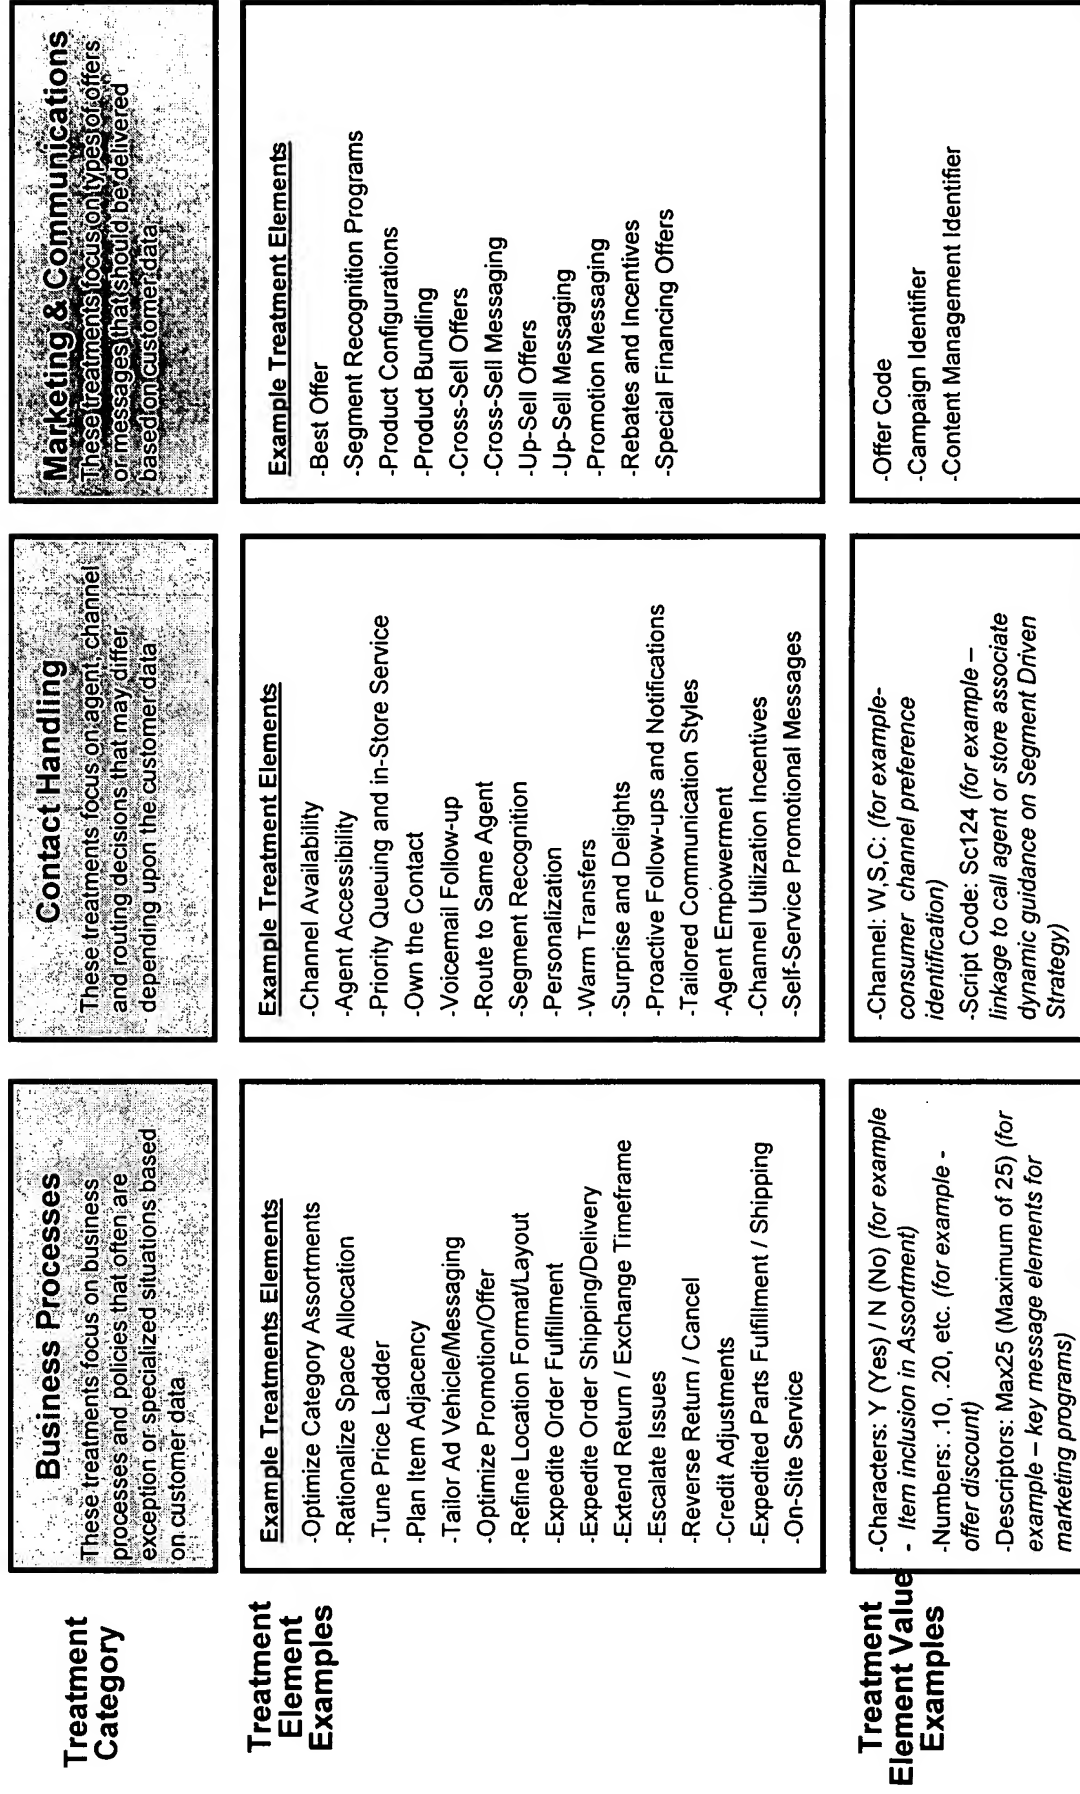 Treatment
Category
Business Processes
These treatments focus on business
processes and policies that often are
exception or specialized situations based
on customer data
Contact Handling
These treatments focus on agent, channel
and routing decisions that may differ
depending upon the customer data
Marketing & Communications
These treatments focus on types of offers
or messages that should be delivered
based on customer data
Treatment
Element
Examples
Example Treatments Elements
-Optimize Category Assortments
-Rationalize Space Allocation
-Tune Price Ladder
-Plan Item Adjacency
-Tailor Ad Vehicle/Messaging
-Optimize Promotion/Offer
-Refine Location Format/Layout
-Expedite Order Fulfillment
-Expedite Order Shipping/Delivery
-Extend Return / Exchange Timeframe
-Escalate Issues
-Reverse Return / Cancel
-Credit Adjustments
-Expedited Parts Fulfillment / Shipping
-On-Site Service
Example Treatment Elements
-Channel Availability
-Agent Accessibility
-Priority Queuing and in-Store Service
-Own the Contact
-Voicemail Follow-up
-Route to Same Agent
-Segment Recognition
-Personalization
-Warm Transfers
-Surprise and Delights
-Proactive Follow-ups and Notifications
-Tailored Communication Styles
-Agent Empowerment
-Channel Utilization Incentives
-Self-Service Promotional Messages
Example Treatment Elements
-Best Offer
-Segment Recognition Programs
-Product Configurations
-Product Bundling
-Cross-Sell Offers
-Cross-Sell Messaging
-Up-Sell Offers
-Up-Sell Messaging
-Promotion Messaging
-Rebates and Incentives
-Special Financing Offers
Treatment
Element Value
Examples
-Characters: Y (Yes) / N (No) (for example
- Item inclusion in Assortment)
-Numbers: .10, .20, etc. (for example -
offer discount)
-Descriptors: Max25 (Maximum of 25) (for
example – key message elements for
marketing programs)
-Channel: W,S,C: (for example-
consumer channel preference
identification)
-Script Code: Sc124 (for example –
linkage to call agent or store associate
dynamic guidance on Segment Driven
Strategy)
-Offer Code
-Campaign Identifier
-Content Management Identifier